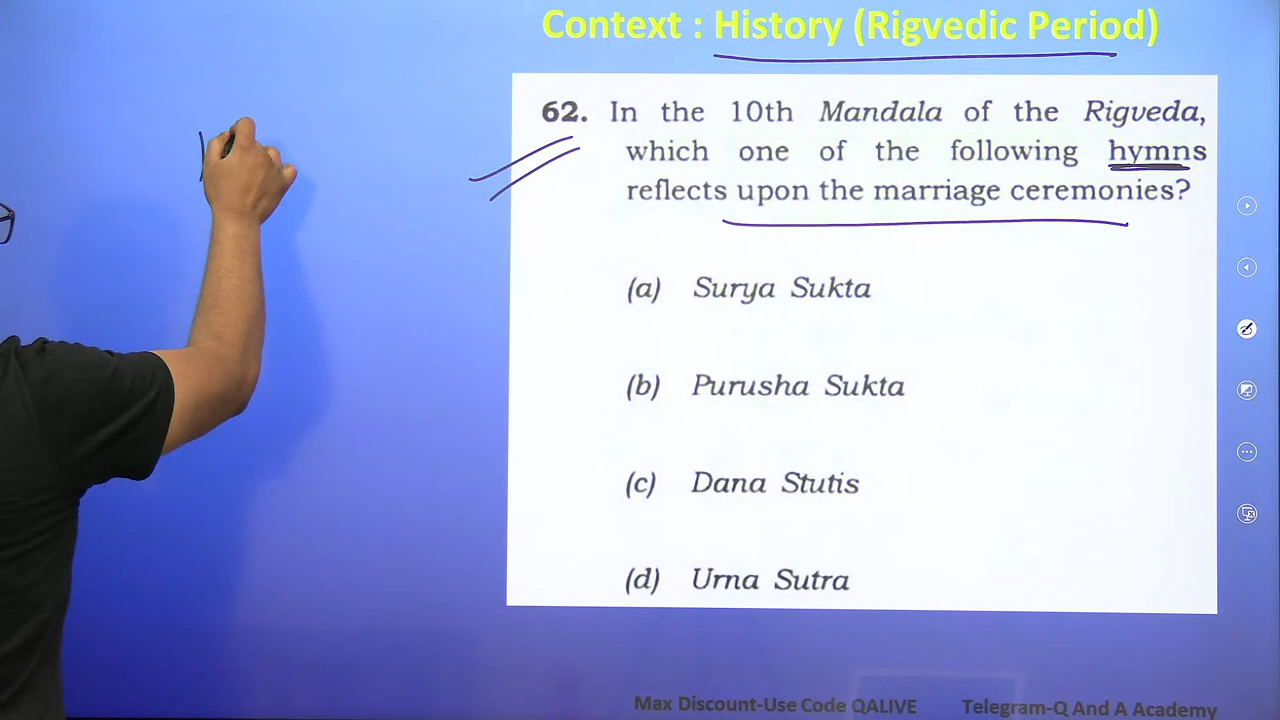 Context : History (Rigvedic Period)
62. In the 10th Mandala of the Rigveda,
which one of the following hymns
reflects upon the marriage ceremonies?
(a) Surya Sukta
(b) Purusha Sukta
(c) Dana Stutis
(d) Urna Sutra
Max Discount-Use Code QALIVE Telegram-Q And A Academy